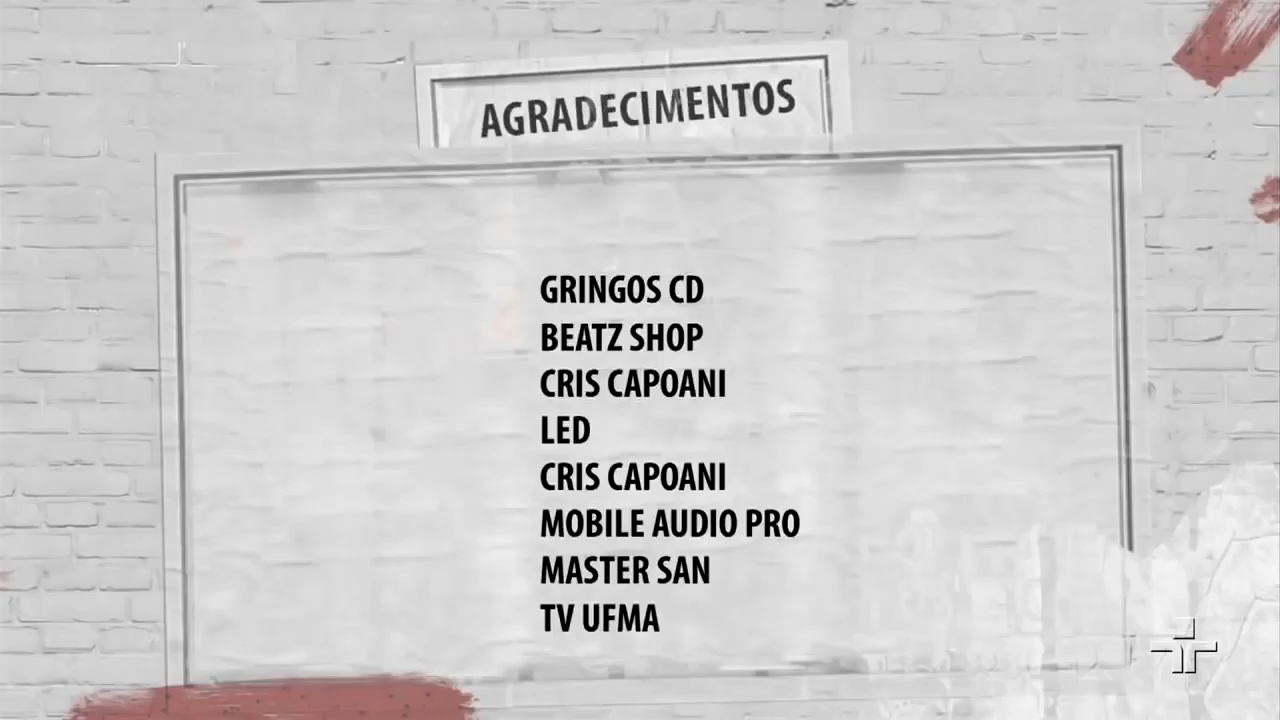 AGRADECIMENTOS
GRINGOS CD
BEATZ SHOP
CRIS CAPOANI
LED
CRIS CAPOANI
MOBILE AUDIO PRO
MASTER SAN
TV UFMA